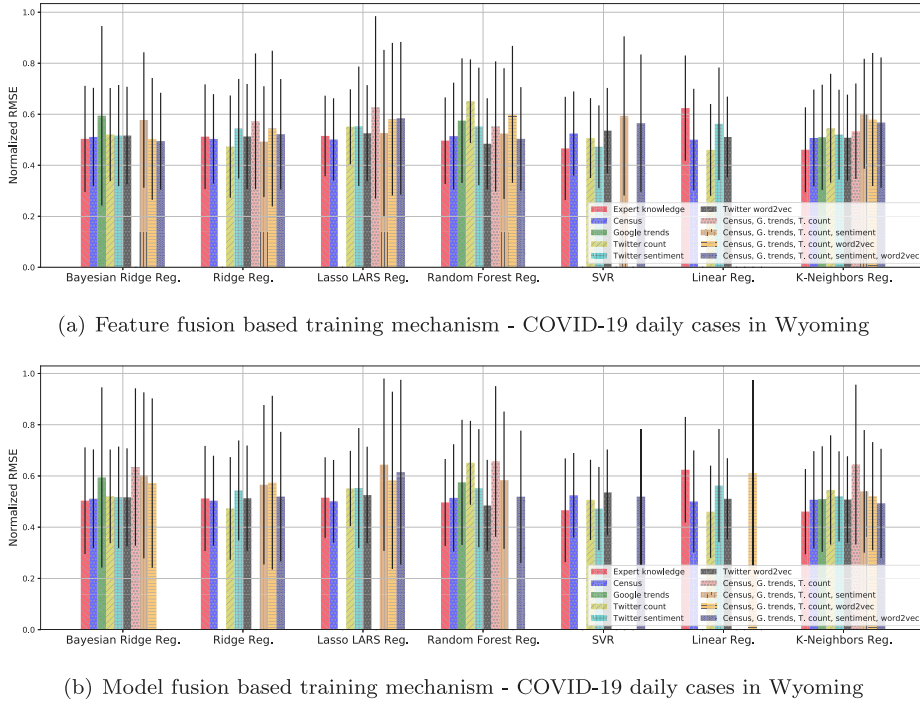 1.0
0.8
0.6
0.4
0.2
0.0
Normalized RMSE
Expert knowledge
Census
Google trends
Twitter count
Twitter sentiment
Twitter word2vec
Census, G. trends, T. count
Census, G. trends, T. count, sentiment
Census, G. trends, T. count, word2vec
Census, G. trends, T. count, sentiment, word2vec
Bayesian Ridge Reg. Ridge Reg. Lasso LARS Reg. Random Forest Reg. SVR Linear Reg. K-Neighbors Reg.
(a) Feature fusion based training mechanism - COVID-19 daily cases in Wyoming
1.0
0.8
0.6
0.4
0.2
0.0
Normalized RMSE
Expert knowledge
Census
Google trends
Twitter count
Twitter sentiment
Twitter word2vec
Census, G. trends, T. count
Census, G. trends, T. count, sentiment
Census, G. trends, T. count, word2vec
Census, G. trends, T. count, sentiment, word2vec
Bayesian Ridge Reg. Ridge Reg. Lasso LARS Reg. Random Forest Reg. SVR Linear Reg. K-Neighbors Reg.
(b) Model fusion based training mechanism - COVID-19 daily cases in Wyoming